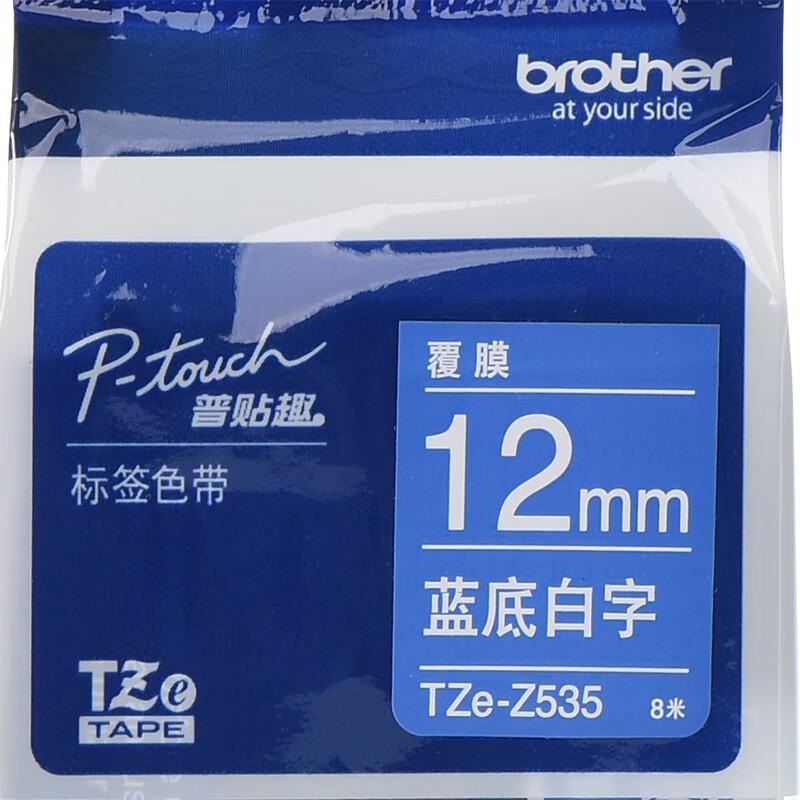 brother
at your side
P-touch
普贴趣
标签色带
TZe
TAPE
覆膜
12mm
蓝底白字
TZe-Z535 8米